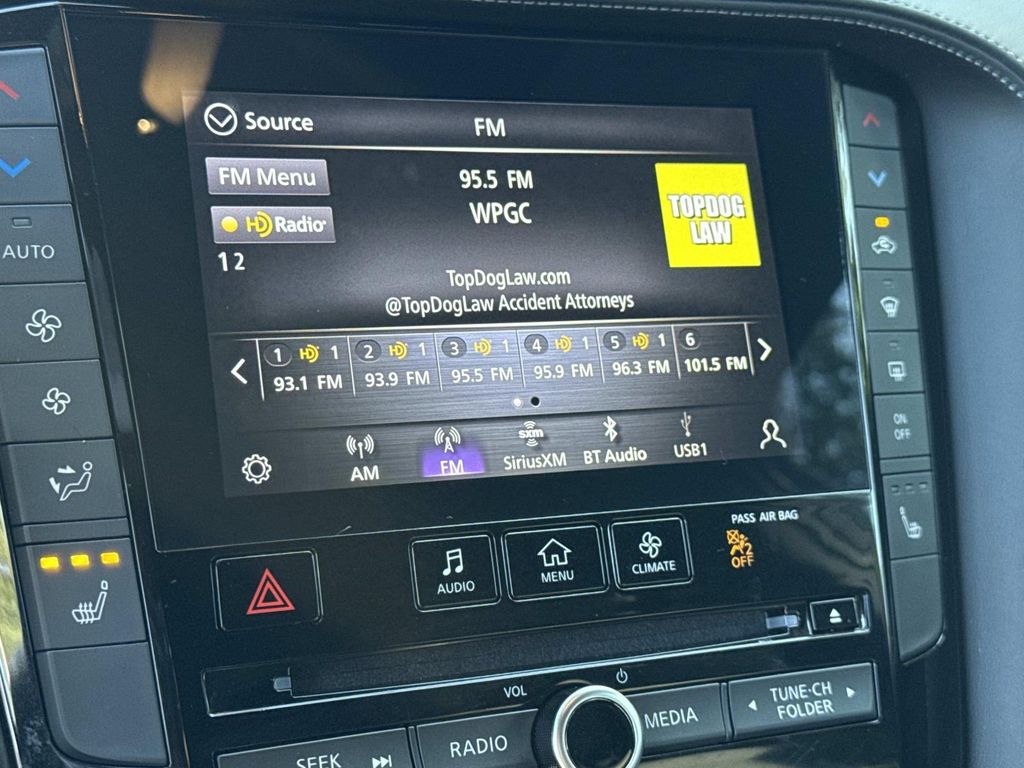 Source
FM
FM Menu
95.5 FM
HD Radio
WPGC
TOPDOG
LAW
1 2
TopDogLaw.com
@TopDogLaw Accident Attorneys
1 HD 1
93.1 FM
2 HD 1
93.9 FM
3 HD 1
95.5 FM
4 HD 1
95.9 FM
5 HD 1
96.3 FM
6
101.5 FM
AM
FM
sxm
SiriusXM
BT Audio
USB1
AUTO
ON
OFF
AUDIO
MENU
CLIMATE
PASS AIR BAG
2
OFF
VOL
SEEK
RADIO
MEDIA
TUNE·CH
FOLDER